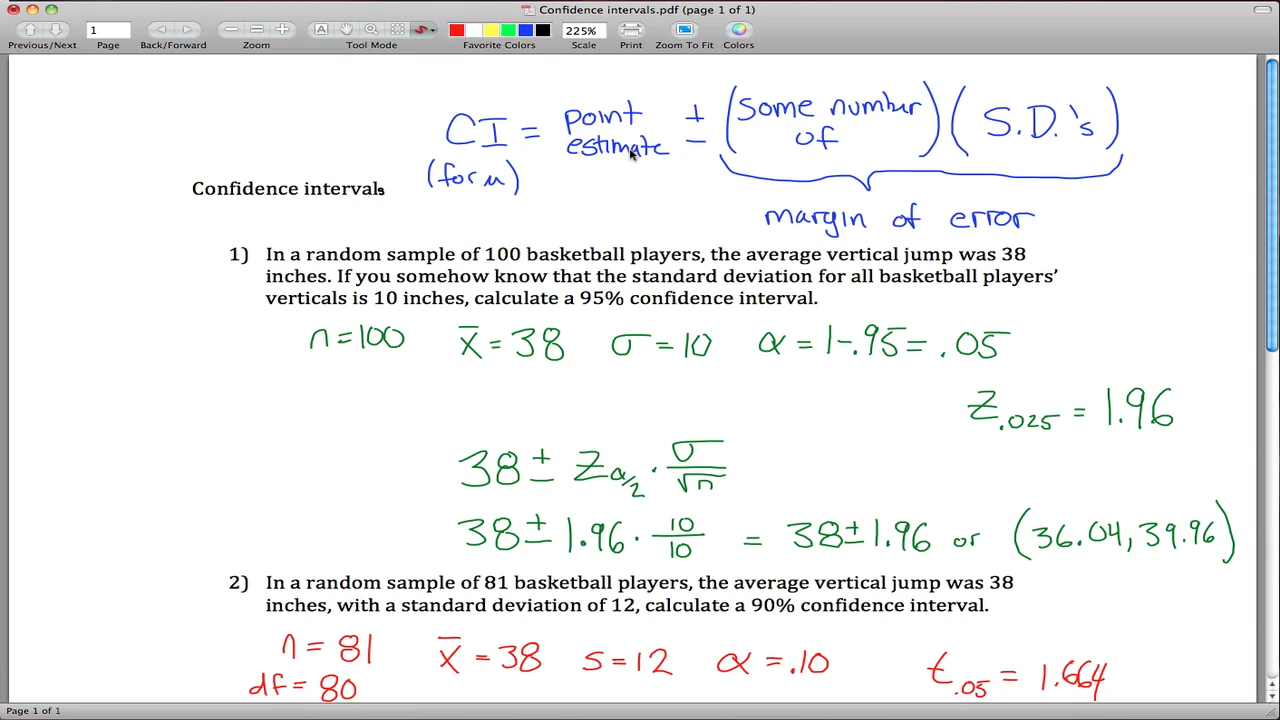 Confidence intervals.pdf (page 1 of 1)
1
A
225%
Previous/Next Page Back/Forward Zoom Tool Mode Favorite Colors Scale Print Zoom To Fit Colors
CI = point estimate ± (some number of) (S.D.'s)
(for μ)
margin of error
Confidence intervals
1) In a random sample of 100 basketball players, the average vertical jump was 38
inches. If you somehow know that the standard deviation for all basketball players'
verticals is 10 inches, calculate a 95% confidence interval.
n = 100 x̄ = 38 σ = 10 α = 1-.95 = .05
z.025 = 1.96
38 ± zα/2 · σ/√n
38 ± 1.96 · 10/10 = 38 ± 1.96 or (36.04, 39.96)
2) In a random sample of 81 basketball players, the average vertical jump was 38
inches, with a standard deviation of 12, calculate a 90% confidence interval.
n = 81 x̄ = 38 s = 12 α = .10 t.05 = 1.664
df = 80
Page 1 of 1